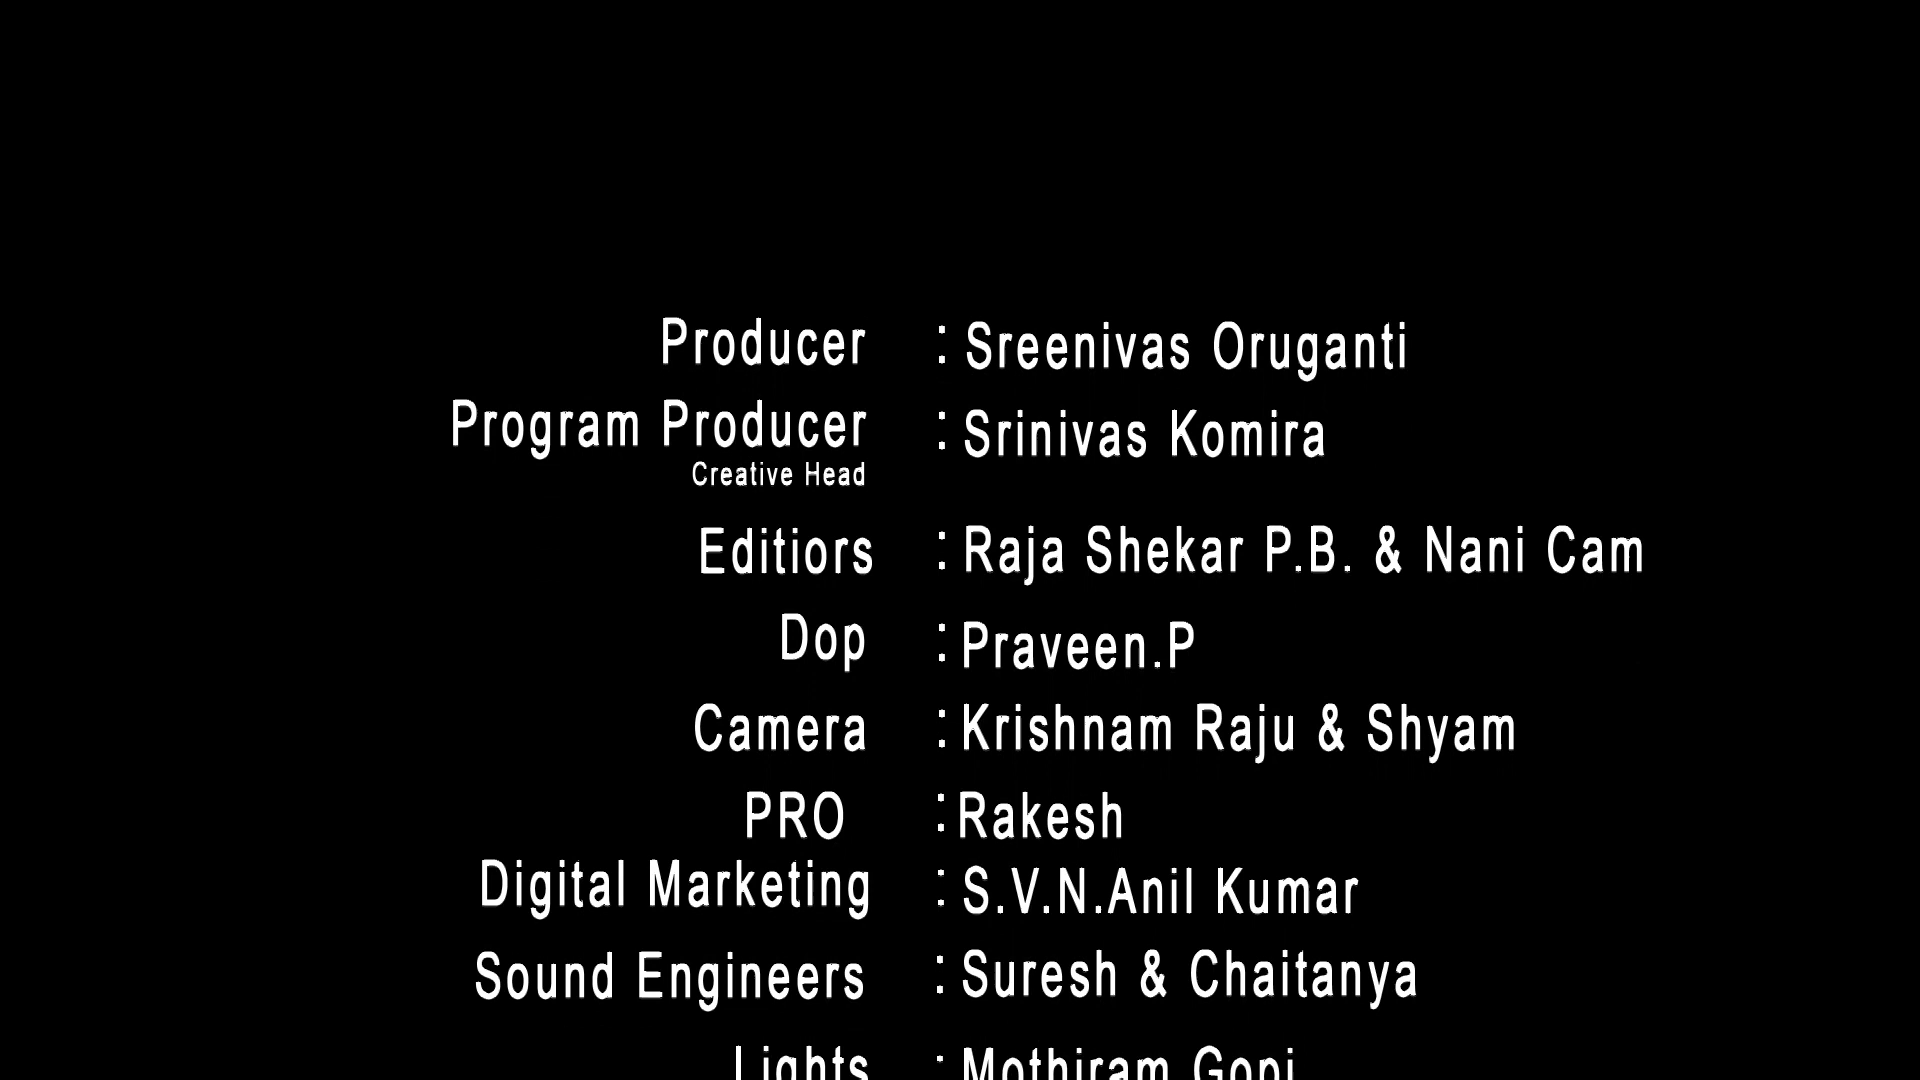 Producer : Sreenivas Oruganti
Program Producer : Srinivas Komira
Creative Head
Editiors : Raja Shekar P.B. & Nani Cam
Dop : Praveen.P
Camera : Krishnam Raju & Shyam
PRO : Rakesh
Digital Marketing : S.V.N.Anil Kumar
Sound Engineers : Suresh & Chaitanya
Lights : Mothiram Gopi